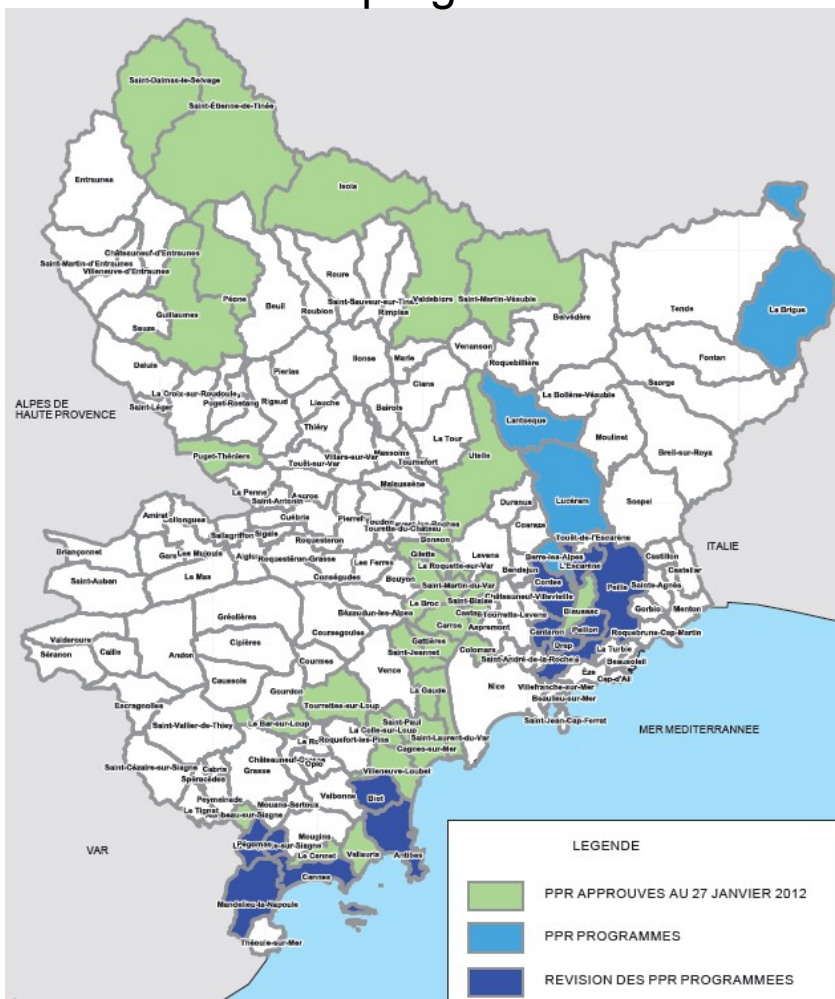 Saint-Dalmas-le-Selvage
Saint-Étienne-de-Tinée
Entraunes
Isola
Châteauneuf-d'Entraunes
Saint-Martin-d'Entraunes
Villeneuve-d'Entraunes
Péone
Guillaumes
Sauze
Beuil
Roure
Roubion
Rimplas
Valdeblore
Saint-Martin-Vésubie
Belvédère
Tende
La Brigue
Daluis
Pierlas
Ilonse
Marie
Venanson
Roquebillière
Fontan
Saorge
ALPES DE
HAUTE PROVENCE
La Croix-sur-Roudoule
Saint-Léger
Puget-Rostang
Rigaud
Lieuche
Thiéry
Bairols
Clans
La Bollène-Vésubie
Lantosque
Moulinet
Breil-sur-Roya
La Tour
Utelle
Puget-Théniers
Touët-sur-Var
Villars-sur-Var
Massoins
Tournefort
Malaussène
La Penne
Saint-Antonin
Ascros
Cuébris
Toudon
Tourette-du-Château
Duranus
Lucéram
Sospel
Coaraze
Touët-de-l'Escarène
ITALIE
Amirat
Collongues
Sallagriffon
Sigale
Roquesteron
Bonson
Gilette
Levens
Briançonnet
Les Mujouls
Roquestéron-Grasse
Les Ferres
La Roquette-sur-Var
Bendejun
Berre-les-Alpes
L'Escarène
Castillon
Castellar
Saint-Auban
Le Mas
Conségudes
Bouyon
Saint-Martin-du-Var
Contes
Peille
Sainte-Agnès
Châteauneuf-Villevieille
Saint-Blaise
Bézaudun-les-Alpes
Le Broc
Tourrette-Levens
Blausasc
Gorbio
Menton
Gréolières
Carros
Aspremont
Cantaron
Peillon
Roquebrune-Cap-Martin
Valderoure
Séranon
Caille
Andon
Cipières
Coursegoules
Gattières
Saint-Jeannet
Colomars
Drap
Saint-André-de-la-Roche
La Turbie
Beausoleil
Courmes
Vence
Èze
Cap-d'Ail
Caussols
Gourdon
La Gaude
Nice
Villefranche-sur-Mer
Beaulieu-sur-Mer
Escragnolles
Tourrettes-sur-Loup
Saint-Jean-Cap-Ferrat
Saint-Vallier-de-Thiey
Le Bar-sur-Loup
Saint-Paul
La Colle-sur-Loup
MER MEDITERRANNEE
Roquefort-les-Pins
Saint-Laurent-du-Var
Cagnes-sur-Mer
Saint-Cézaire-sur-Siagne
Cabris
Grasse
Opio
Villeneuve-Loubet
Spéracèdes
Peymeinade
Le Tignet
Mouans-Sartoux
Valbonne
Biot
Mougins
Pégomas
Le Cannet
Vallauris
Antibes
VAR
Cannes
Mandelieu-la-Napoule
Théoule-sur-Mer
LEGENDE
PPR APPROUVES AU 27 JANVIER 2012
PPR PROGRAMMES
REVISION DES PPR PROGRAMMEES